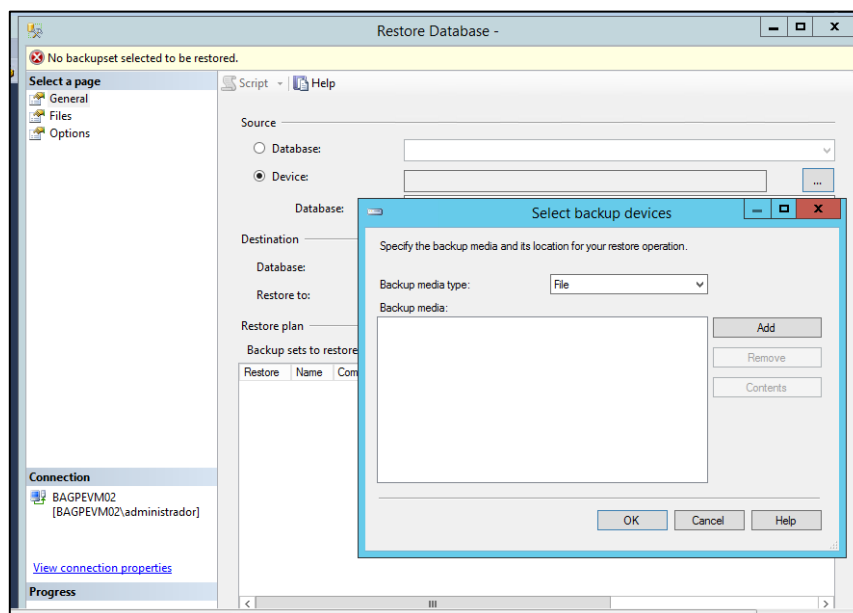 Restore Database -
No backupset selected to be restored.
Select a page
General
Files
Options
Script
Help
Source
Database:
Device:
...
Database:
Destination
Database:
Restore to:
Restore plan
Backup sets to restore
Restore Name Com
Select backup devices
Specify the backup media and its location for your restore operation.
Backup media type: File
Backup media:
Add
Remove
Contents
OK Cancel Help
Connection
BAGPEVM02
[BAGPEVM02\administrador]
View connection properties
Progress